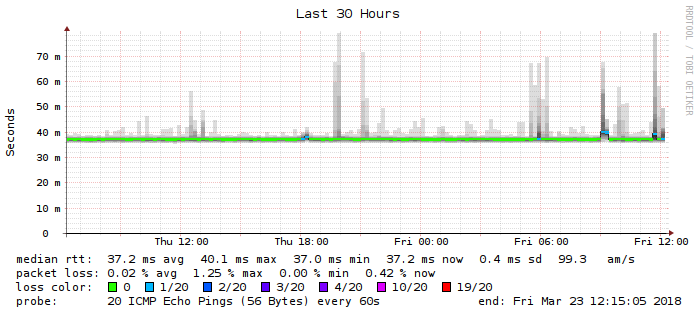 Last 30 Hours
RRDTOOL / TOBI OETIKER
Seconds
70 m
60 m
50 m
40 m
30 m
20 m
10 m
0
Thu 12:00 Thu 18:00 Fri 00:00 Fri 06:00 Fri 12:00
median rtt: 37.2 ms avg 40.1 ms max 37.0 ms min 37.2 ms now 0.4 ms sd 99.3 am/s
packet loss: 0.02 % avg 1.25 % max 0.00 % min 0.42 % now
loss color: 0 1/20 2/20 3/20 4/20 10/20 19/20
probe: 20 ICMP Echo Pings (56 Bytes) every 60s end: Fri Mar 23 12:15:05 2018